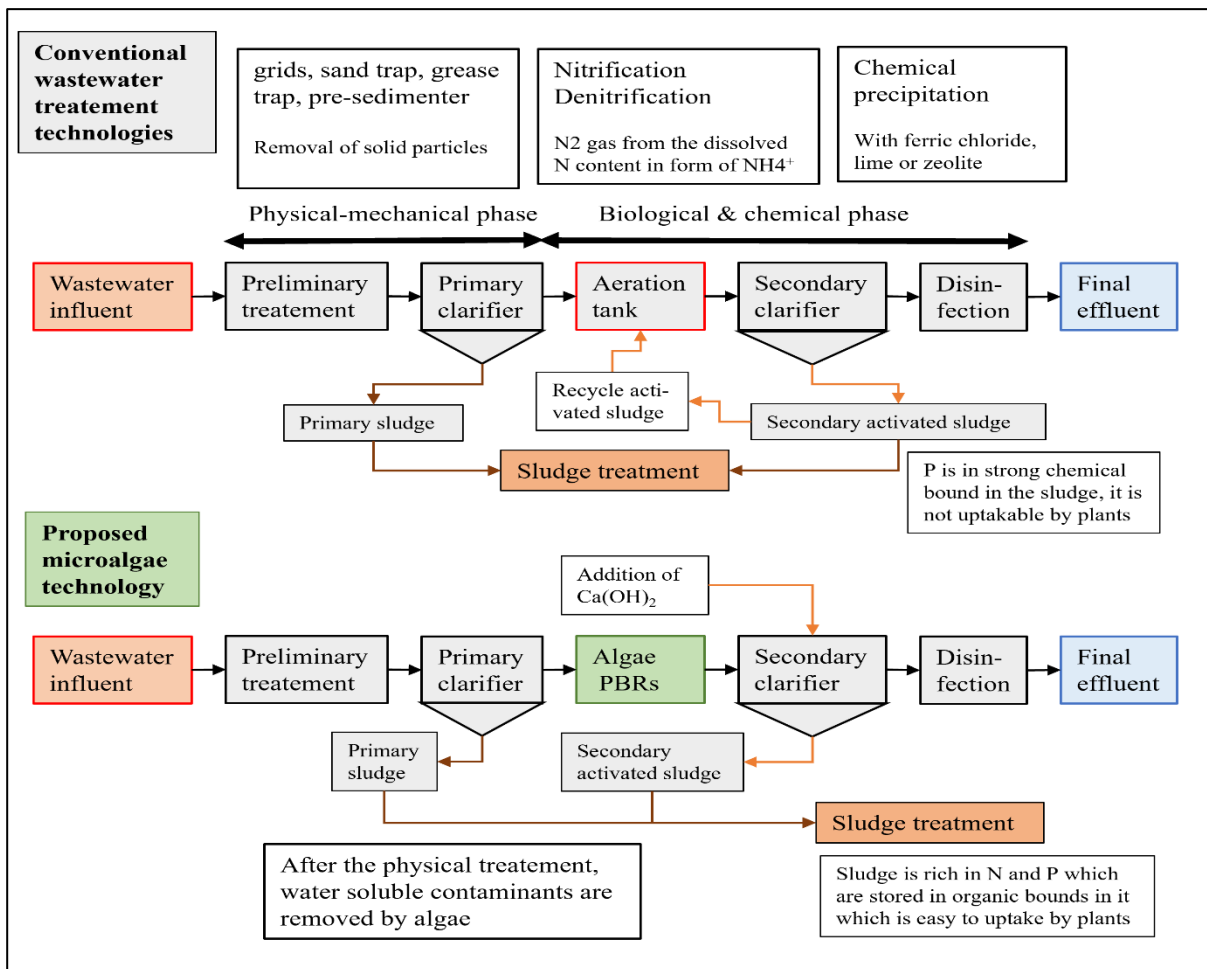 Conventional
wastewater
treatement
technologies
grids, sand trap, grease
trap, pre-sedimenter
Removal of solid particles
Nitrification
Denitrification
N2 gas from the dissolved
N content in form of NH4⁺
Chemical
precipitation
With ferric chloride,
lime or zeolite
Physical-mechanical phase
Biological & chemical phase
Wastewater
influent
Preliminary
treatement
Primary
clarifier
Aeration
tank
Secondary
clarifier
Disin-
fection
Final
effluent
Primary sludge
Recycle acti-
vated sludge
Secondary activated sludge
Sludge treatment
P is in strong chemical
bound in the sludge, it is
not uptakable by plants
Proposed
microalgae
technology
Addition of
Ca(OH)₂
Wastewater
influent
Preliminary
treatement
Primary
clarifier
Algae
PBRs
Secondary
clarifier
Disin-
fection
Final
effluent
Primary
sludge
Secondary
activated sludge
Sludge treatment
After the physical treatement,
water soluble contaminants are
removed by algae
Sludge is rich in N and P which
are stored in organic bounds in it
which is easy to uptake by plants